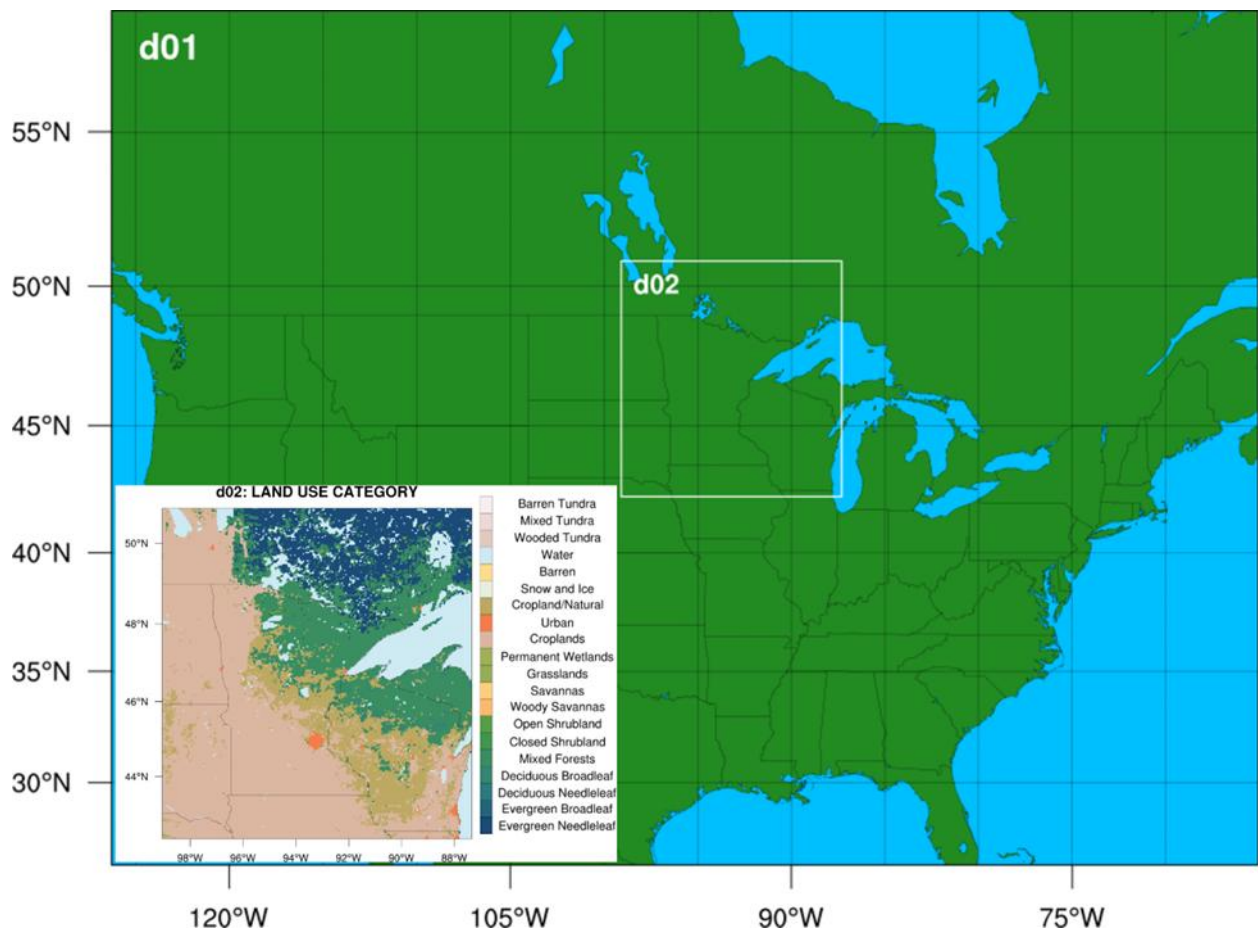 d01
55°N
50°N
45°N
40°N
35°N
30°N
120°W
105°W
90°W
75°W
d02
d02: LAND USE CATEGORY
50°N
48°N
46°N
44°N
98°W
96°W
94°W
92°W
90°W
88°W
Barren Tundra
Mixed Tundra
Wooded Tundra
Water
Barren
Snow and Ice
Cropland/Natural
Urban
Croplands
Permanent Wetlands
Grasslands
Savannas
Woody Savannas
Open Shrubland
Closed Shrubland
Mixed Forests
Deciduous Broadleaf
Deciduous Needleleaf
Evergreen Broadleaf
Evergreen Needleleaf